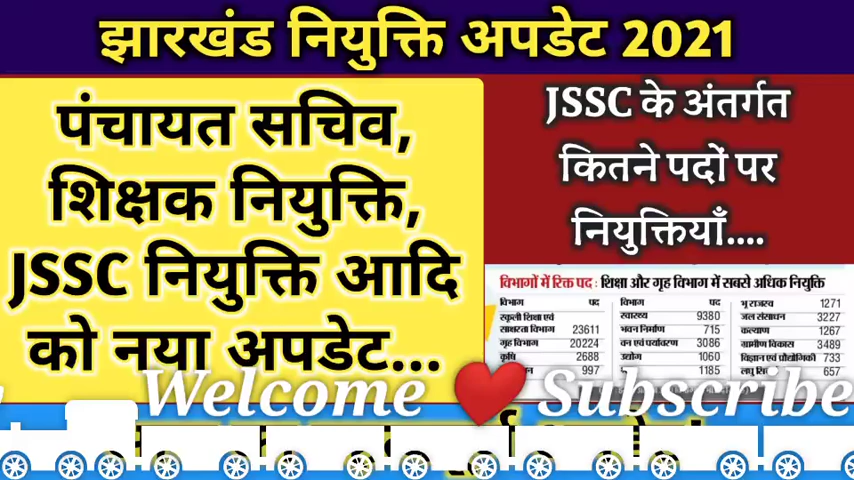 झारखंड नियुक्ति अपडेट 2021
पंचायत सचिव,
शिक्षक नियुक्ति,
JSSC नियुक्ति आदि
को नया अपडेट...
JSSC के अंतर्गत
कितने पदों पर
नियुक्तियाँ....
विभागों में रिक्त पद : शिक्षा और गृह विभाग में सबसे अधिक नियुक्ति
विभाग पद विभाग पद भू राजस्व 1271
स्कूली शिक्षा एवं स्वास्थ्य 9380 जल संसाधन 3227
साक्षरता विभाग 23611 भवन निर्माण 715 कल्याण 1267
गृह विभाग 20224 वन एवं पर्यावरण 3086 ग्रामीण विकास 3489
कृषि 2688 उद्योग 1060 विज्ञान एवं प्रौद्योगिकी 733
997 1185 लघु 657
Welcome ❤️ Subscribe